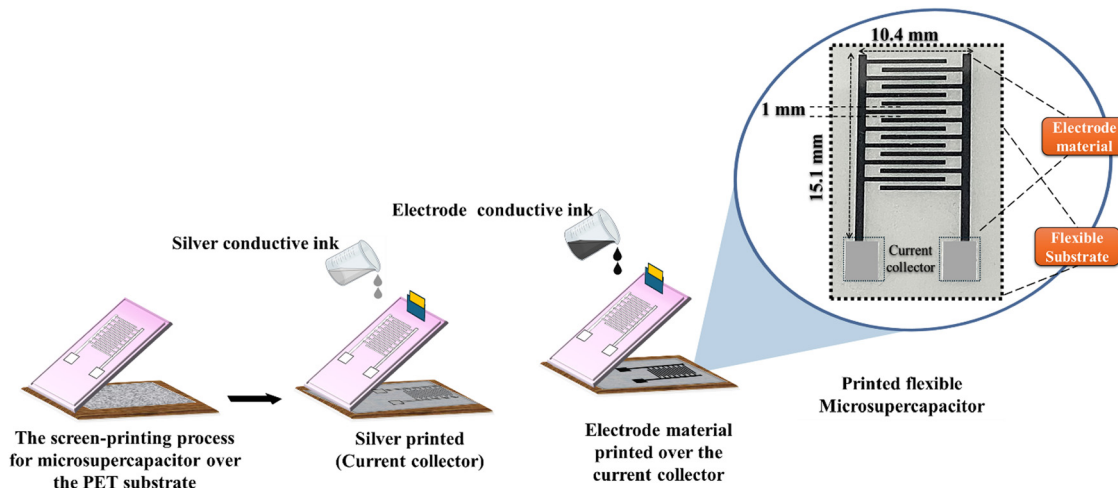 10.4 mm
1 mm
15.1 mm
Electrode
material
Flexible
Substrate
Current
collector
Electrode conductive ink
Silver conductive ink
The screen-printing process
for microsupercapacitor over
the PET substrate
Silver printed
(Current collector)
Electrode material
printed over the
current collector
Printed flexible
Microsupercapacitor